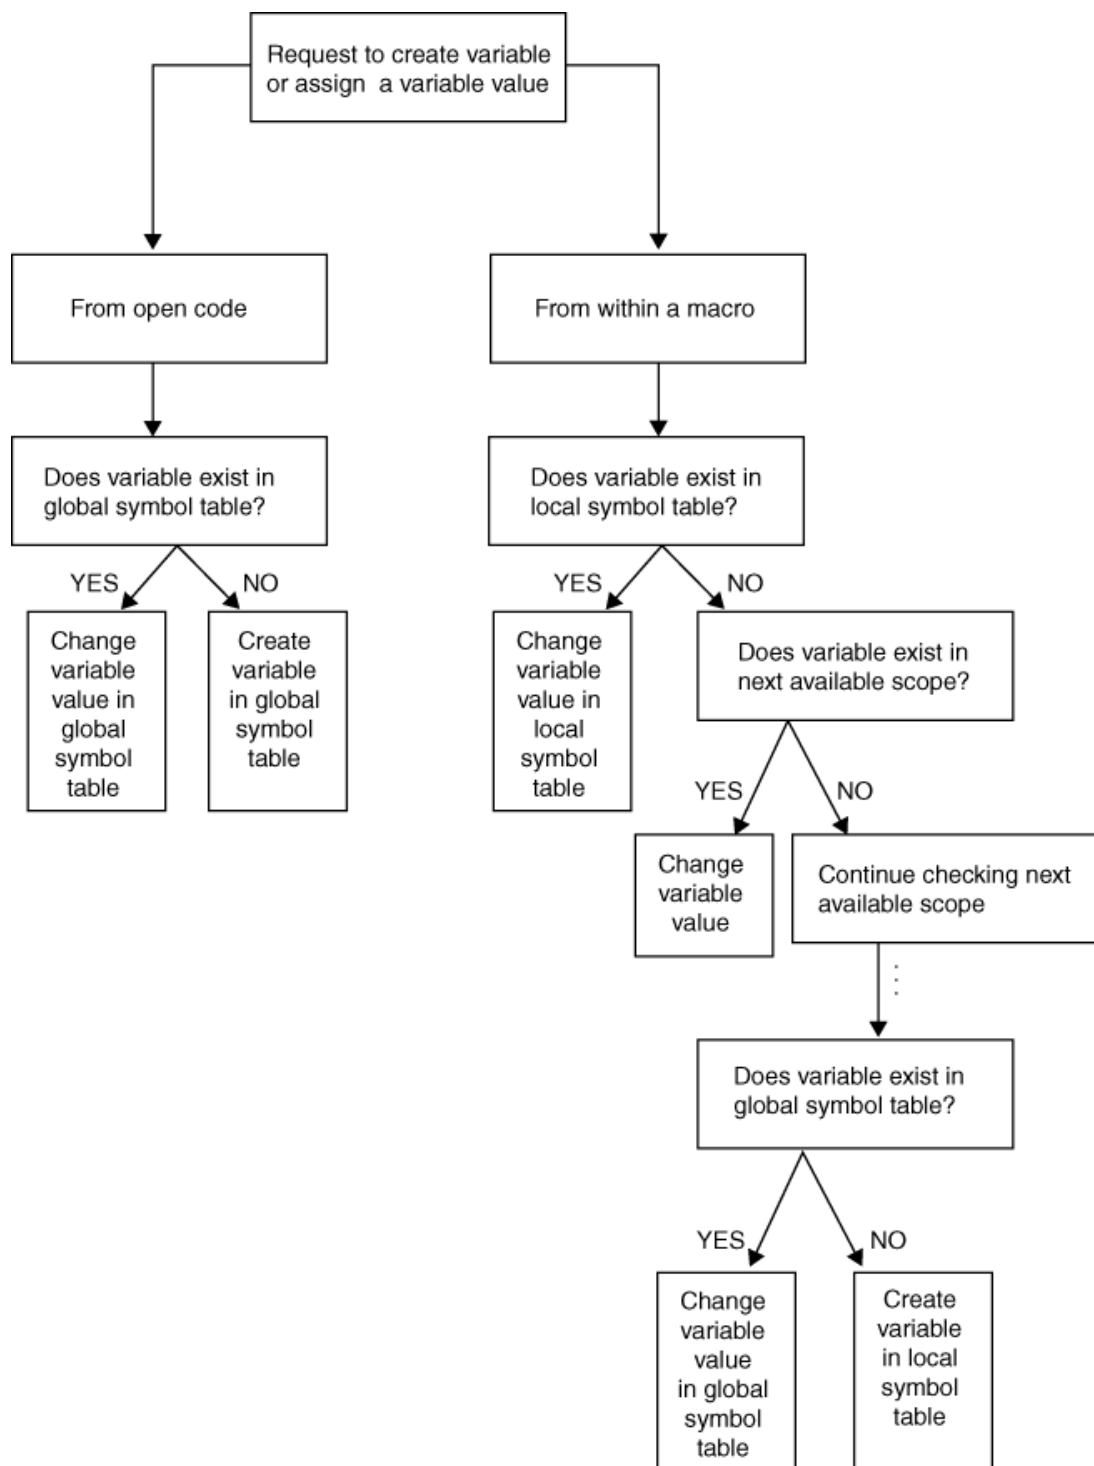 Request to create variable
or assign a variable value
From open code
From within a macro
Does variable exist in
global symbol table?
Does variable exist in
local symbol table?
YES
NO
YES
NO
Change
variable
value in
global
symbol
table
Create
variable
in global
symbol
table
Change
variable
value in
local
symbol
table
Does variable exist in
next available scope?
YES
NO
Change
variable
value
Continue checking next
available scope
Does variable exist in
global symbol table?
YES
NO
Change
variable
value
in global
symbol
table
Create
variable
in local
symbol
table